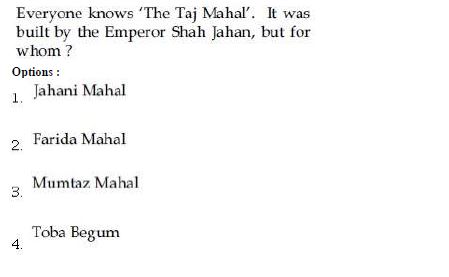 Everyone knows ‘The Taj Mahal’. It was
built by the Emperor Shah Jahan, but for
whom ?
Options :
1. Jahani Mahal
2. Farida Mahal
3. Mumtaz Mahal
4. Toba Begum